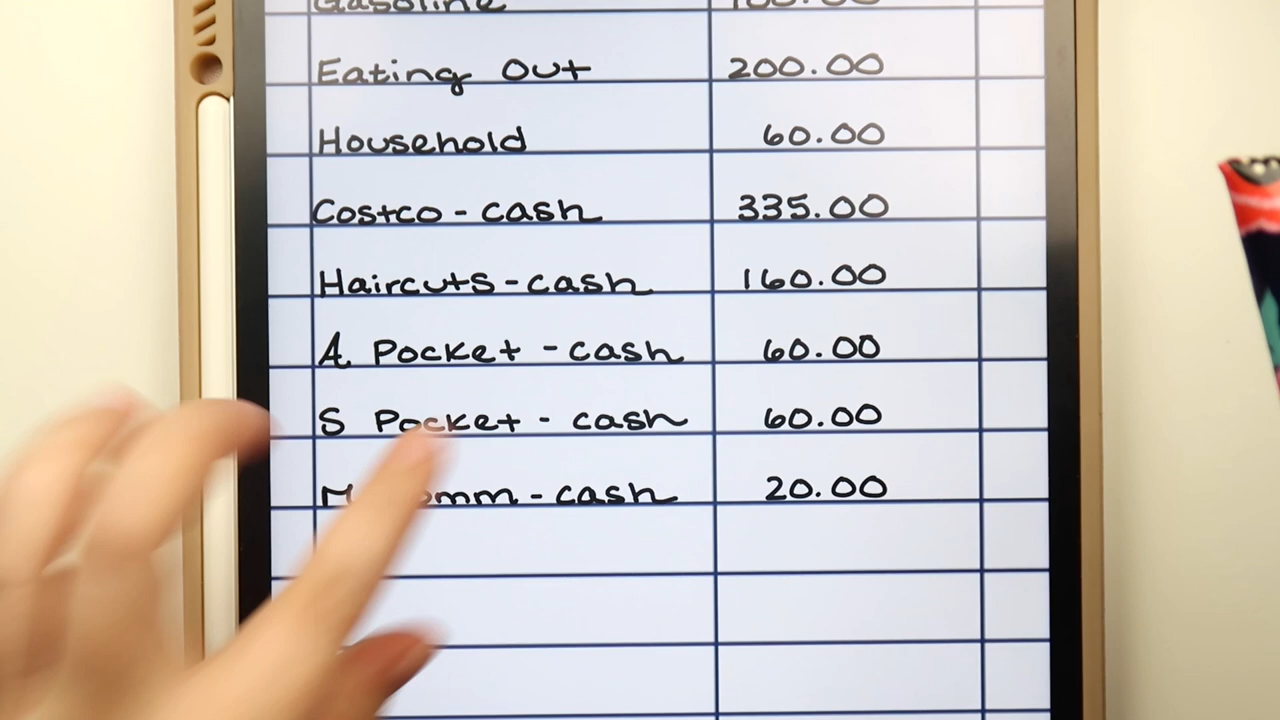 Gasoline
Eating Out 200.00
Household 60.00
Costco - cash 335.00
Haircuts - cash 160.00
A Pocket - cash 60.00
S Pocket - cash 60.00
- cash 20.00